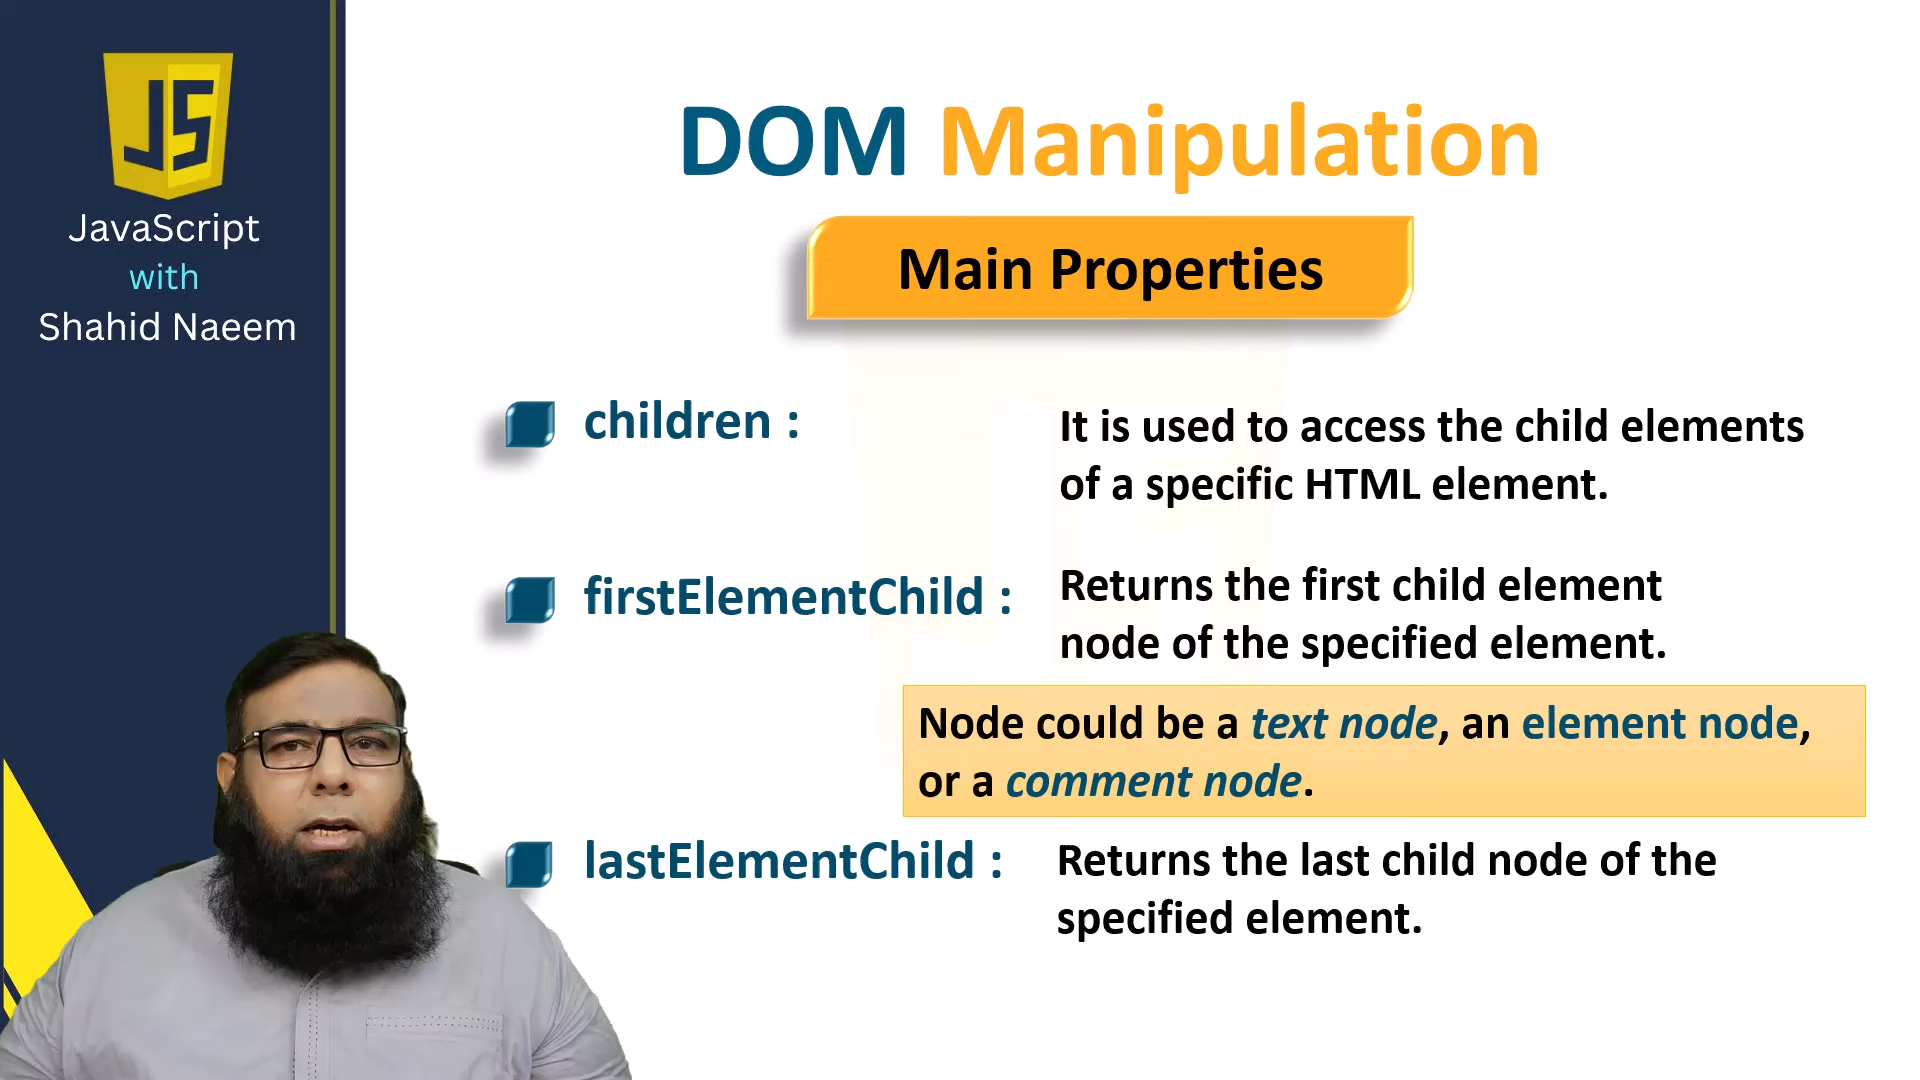 JS
JavaScript
with
Shahid Naeem
DOM Manipulation
Main Properties
children :
It is used to access the child elements
of a specific HTML element.
firstElementChild :
Returns the first child element
node of the specified element.
Node could be a text node, an element node,
or a comment node.
lastElementChild :
Returns the last child node of the
specified element.